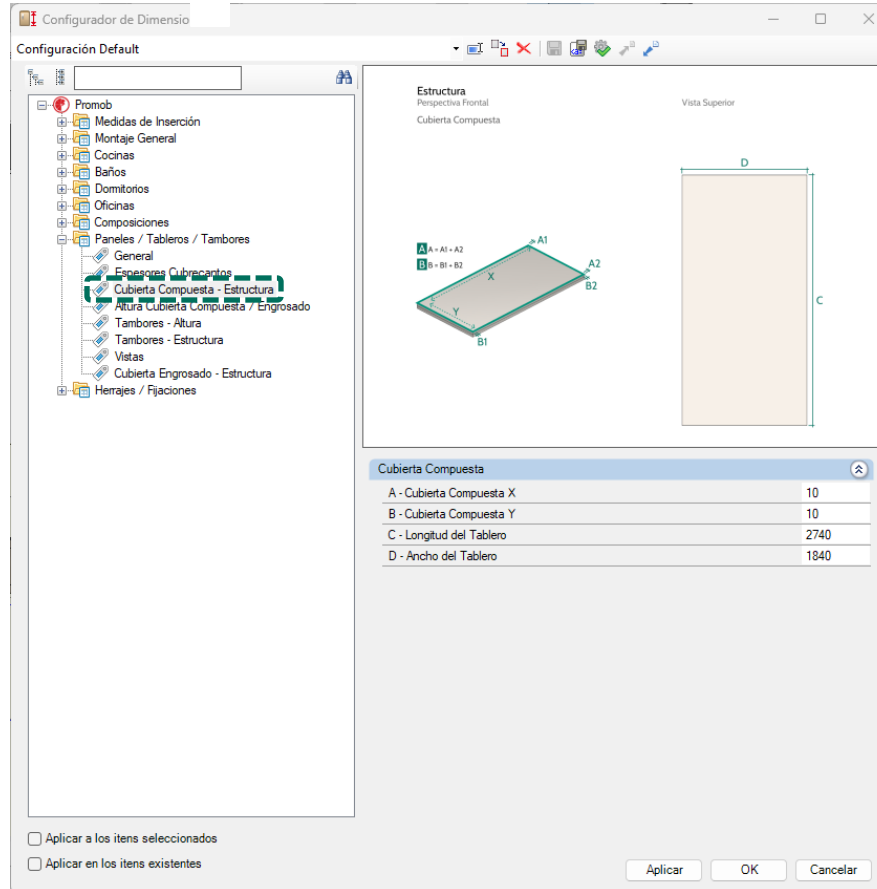 Configurador de Dimensio
Configuración Default
Promob
Medidas de Inserción
Montaje General
Cocinas
Baños
Dormitorios
Oficinas
Composiciones
Paneles / Tableros / Tambores
General
Espesores Cubrecantos
Cubierta Compuesta - Estructura
Altura Cubierta Compuesta / Engrosado
Tambores - Altura
Tambores - Estructura
Vistas
Cubierta Engrosado - Estructura
Herrajes / Fijaciones
Estructura
Perspectiva Frontal
Vista Superior
Cubierta Compuesta
D
A A = A1 + A2
B B = B1 + B2
A1
A2
B2
X
Y
B1
C
Cubierta Compuesta
A - Cubierta Compuesta X 10
B - Cubierta Compuesta Y 10
C - Longitud del Tablero 2740
D - Ancho del Tablero 1840
Aplicar a los itens seleccionados
Aplicar en los itens existentes
Aplicar OK Cancelar